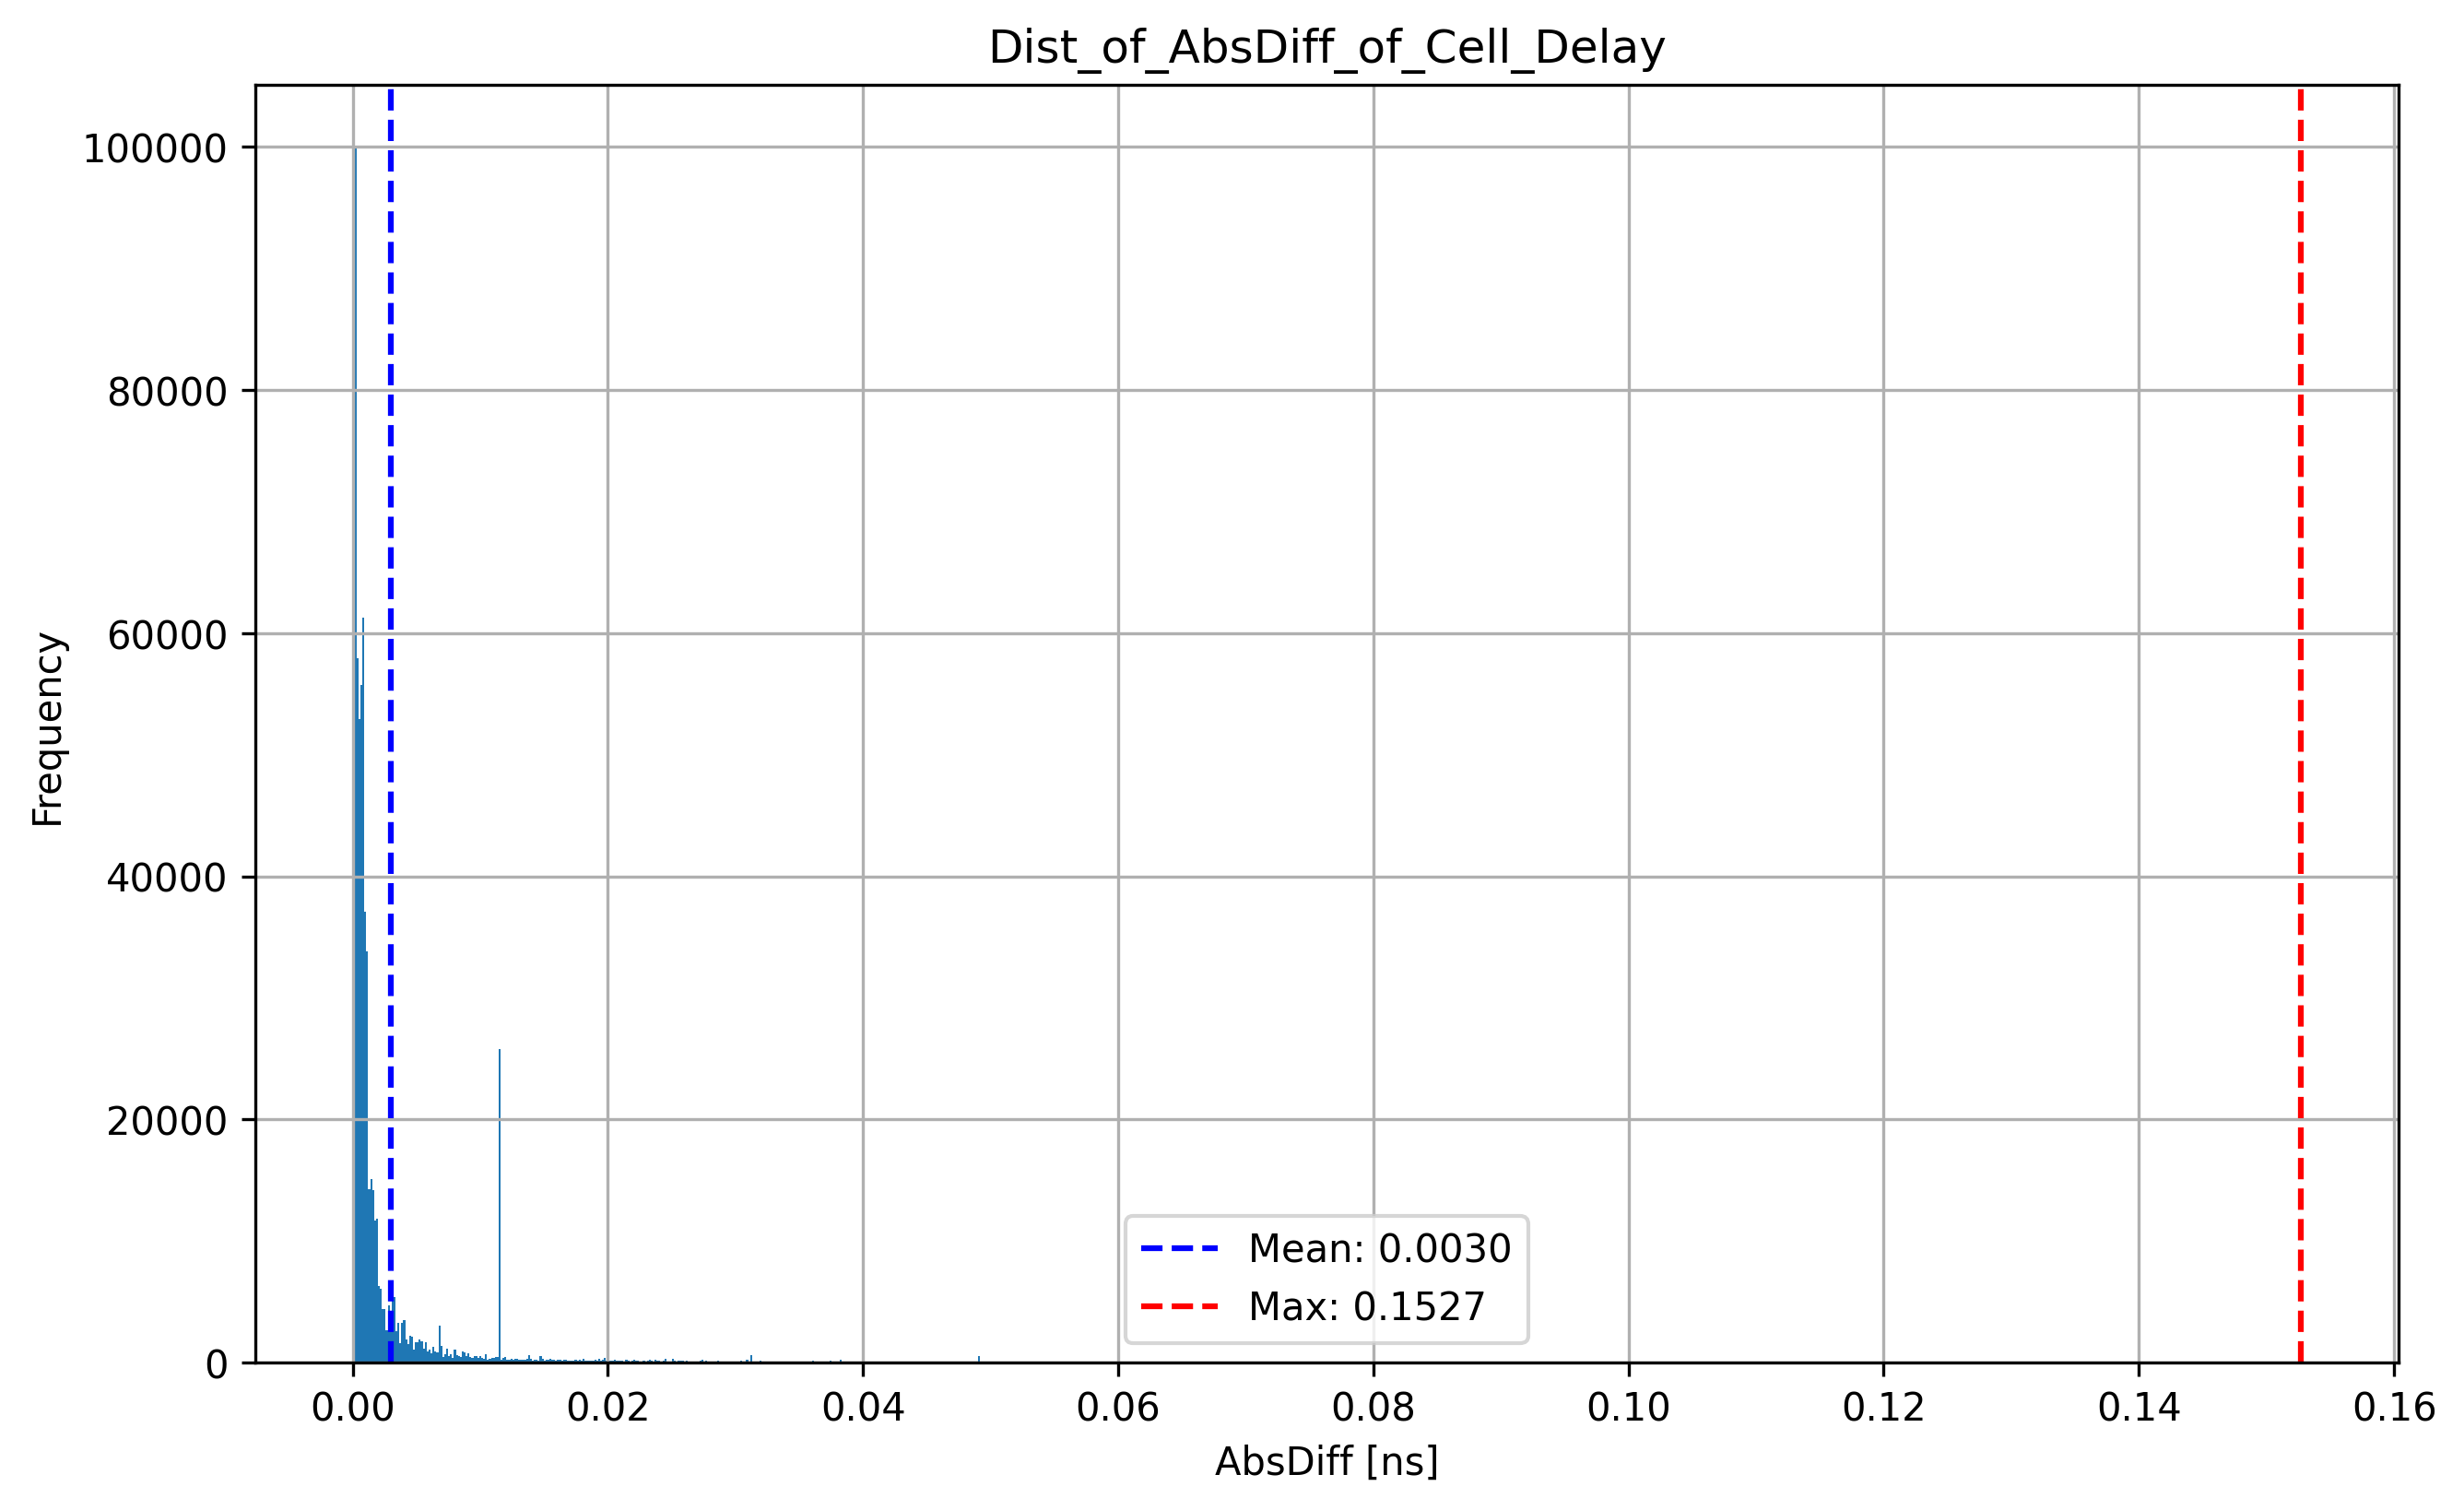 Dist_of_AbsDiff_of_Cell_Delay
100000
80000
60000
40000
20000
0
Frequency
Mean: 0.0030
Max: 0.1527
0.00 0.02 0.04 0.06 0.08 0.10 0.12 0.14 0.16
AbsDiff [ns]